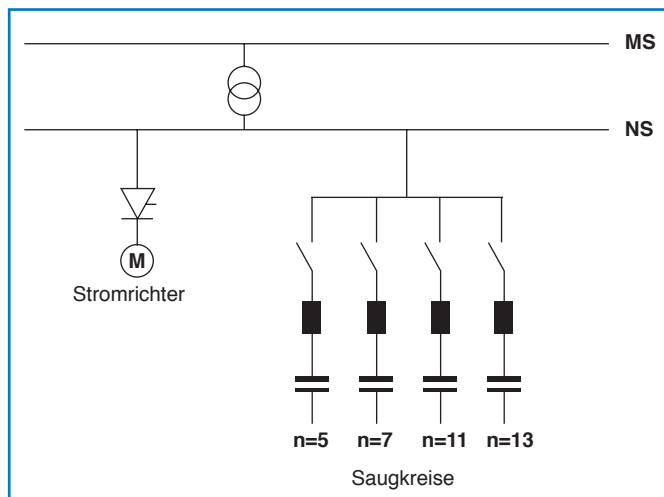 MS
NS
M
Stromrichter
n=5 n=7 n=11 n=13
Saugkreise